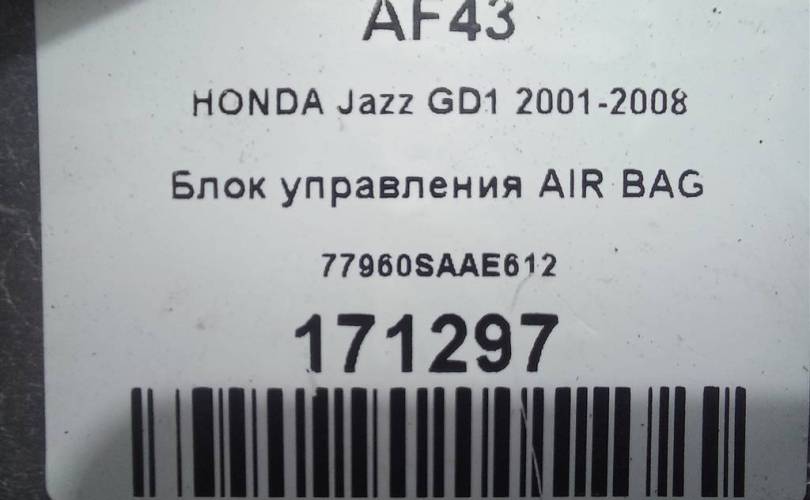 AF43
HONDA Jazz GD1 2001-2008
Блок управления AIR BAG
77960SAAE612
171297